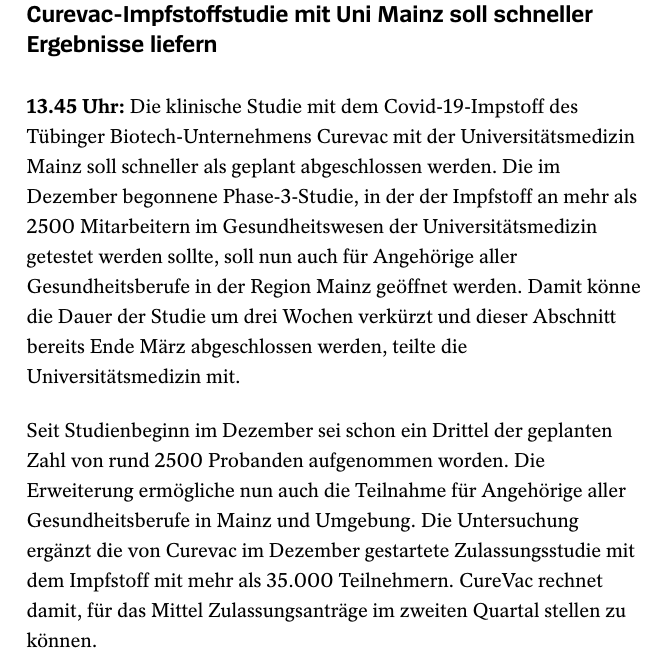 Curevac-Impfstoffstudie mit Uni Mainz soll schneller
Ergebnisse liefern
13.45 Uhr: Die klinische Studie mit dem Covid-19-Impstoff des
Tübinger Biotech-Unternehmens Curevac mit der Universitätsmedizin
Mainz soll schneller als geplant abgeschlossen werden. Die im
Dezember begonnene Phase-3-Studie, in der der Impfstoff an mehr als
2500 Mitarbeitern im Gesundheitswesen der Universitätsmedizin
getestet werden sollte, soll nun auch für Angehörige aller
Gesundheitsberufe in der Region Mainz geöffnet werden. Damit könne
die Dauer der Studie um drei Wochen verkürzt und dieser Abschnitt
bereits Ende März abgeschlossen werden, teilte die
Universitätsmedizin mit.
Seit Studienbeginn im Dezember sei schon ein Drittel der geplanten
Zahl von rund 2500 Probanden aufgenommen worden. Die
Erweiterung ermögliche nun auch die Teilnahme für Angehörige aller
Gesundheitsberufe in Mainz und Umgebung. Die Untersuchung
ergänzt die von Curevac im Dezember gestartete Zulassungsstudie mit
dem Impfstoff mit mehr als 35.000 Teilnehmern. CureVac rechnet
damit, für das Mittel Zulassungsanträge im zweiten Quartal stellen zu
können.